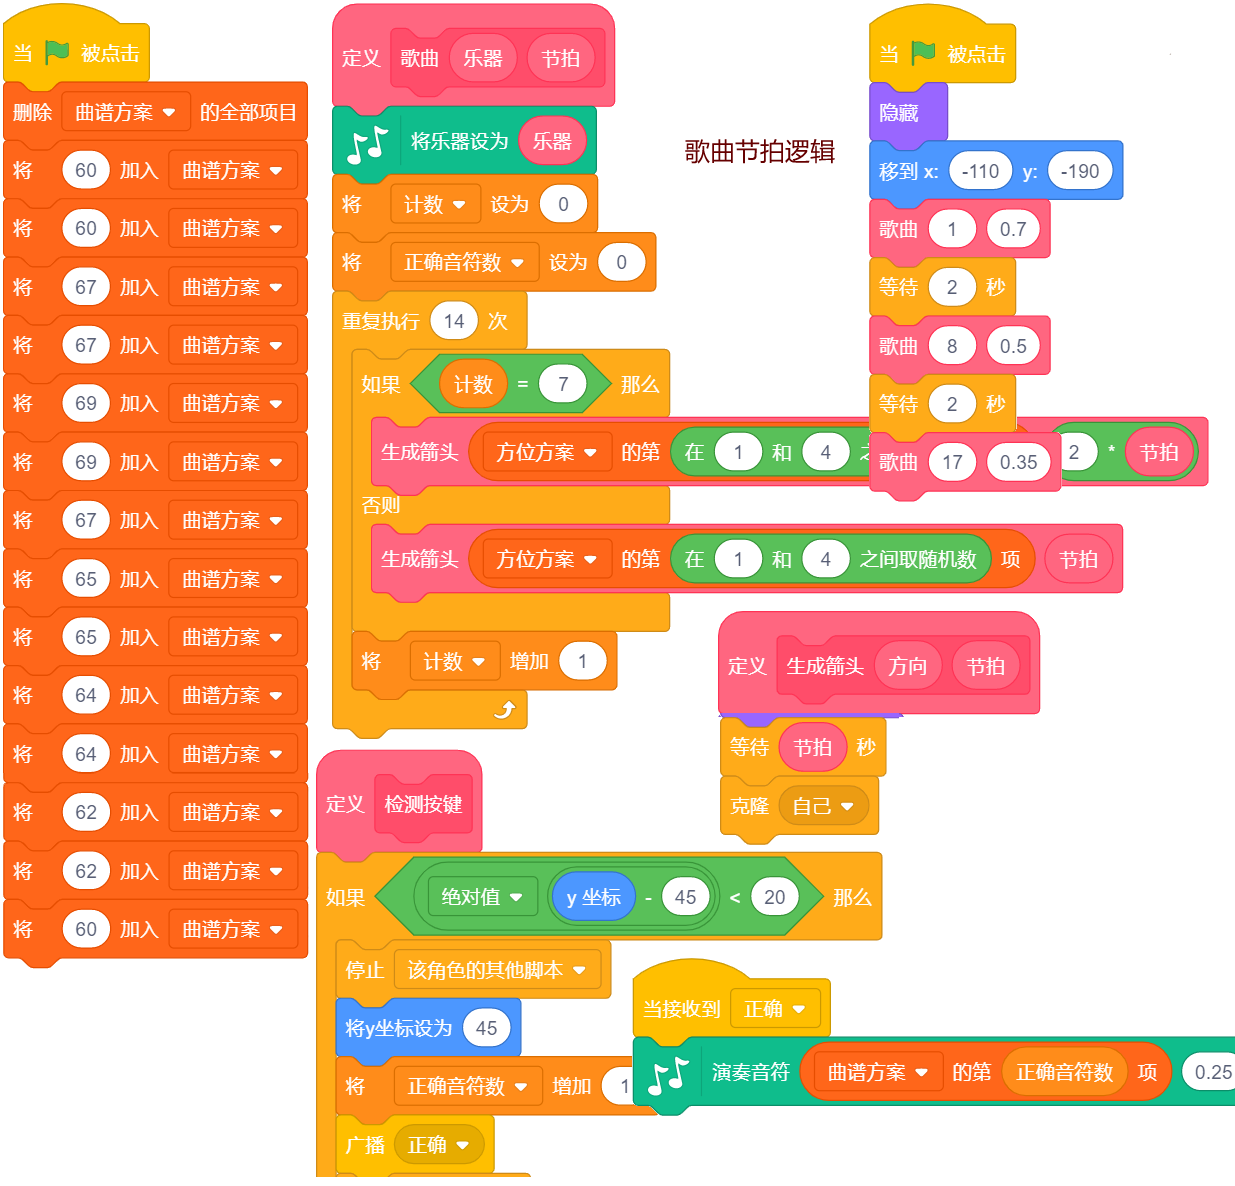 当 被点击
删除 曲谱方案 的全部项目
将 60 加入 曲谱方案
将 60 加入 曲谱方案
将 67 加入 曲谱方案
将 67 加入 曲谱方案
将 69 加入 曲谱方案
将 69 加入 曲谱方案
将 67 加入 曲谱方案
将 65 加入 曲谱方案
将 65 加入 曲谱方案
将 64 加入 曲谱方案
将 64 加入 曲谱方案
将 62 加入 曲谱方案
将 62 加入 曲谱方案
将 60 加入 曲谱方案
定义 歌曲 乐器 节拍
将乐器设为 乐器
将 计数 设为 0
将 正确音符数 设为 0
重复执行 14 次
如果 计数 = 7 那么
生成箭头 方位方案 的第 在 1 和 4 2 * 节拍
否则
生成箭头 方位方案 的第 在 1 和 4 之间取随机数 项 节拍
将 计数 增加 1
歌曲节拍逻辑
当 被点击
隐藏
移到 x: -110 y: -190
歌曲 1 0.7
等待 2 秒
歌曲 8 0.5
等待 2 秒
歌曲 17 0.35
定义 生成箭头 方向 节拍
等待 节拍 秒
克隆 自己
定义 检测按键
如果 绝对值 y 坐标 - 45 < 20 那么
停止 该角色的其他脚本
将y坐标设为 45
将 正确音符数 增加 1
广播 正确
当接收到 正确
演奏音符 曲谱方案 的第 正确音符数 项 0.25